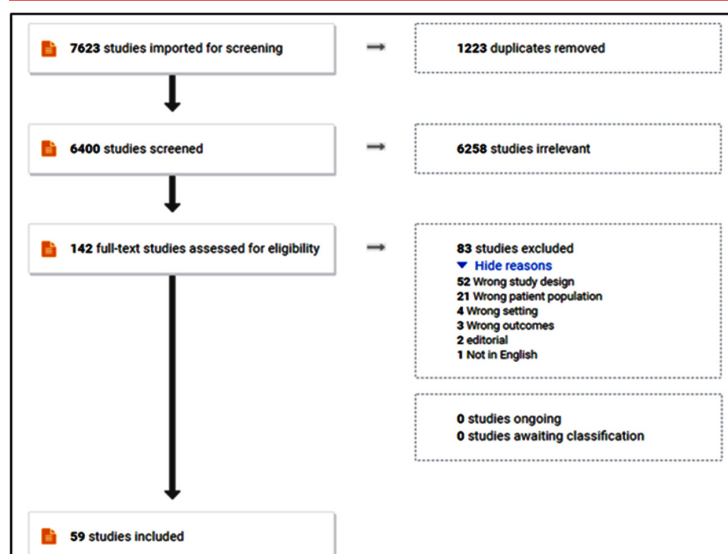 7623 studies imported for screening
1223 duplicates removed
6400 studies screened
6258 studies irrelevant
142 full-text studies assessed for eligibility
83 studies excluded
Hide reasons
52 Wrong study design
21 Wrong patient population
4 Wrong setting
3 Wrong outcomes
2 editorial
1 Not in English
0 studies ongoing
0 studies awaiting classification
59 studies included